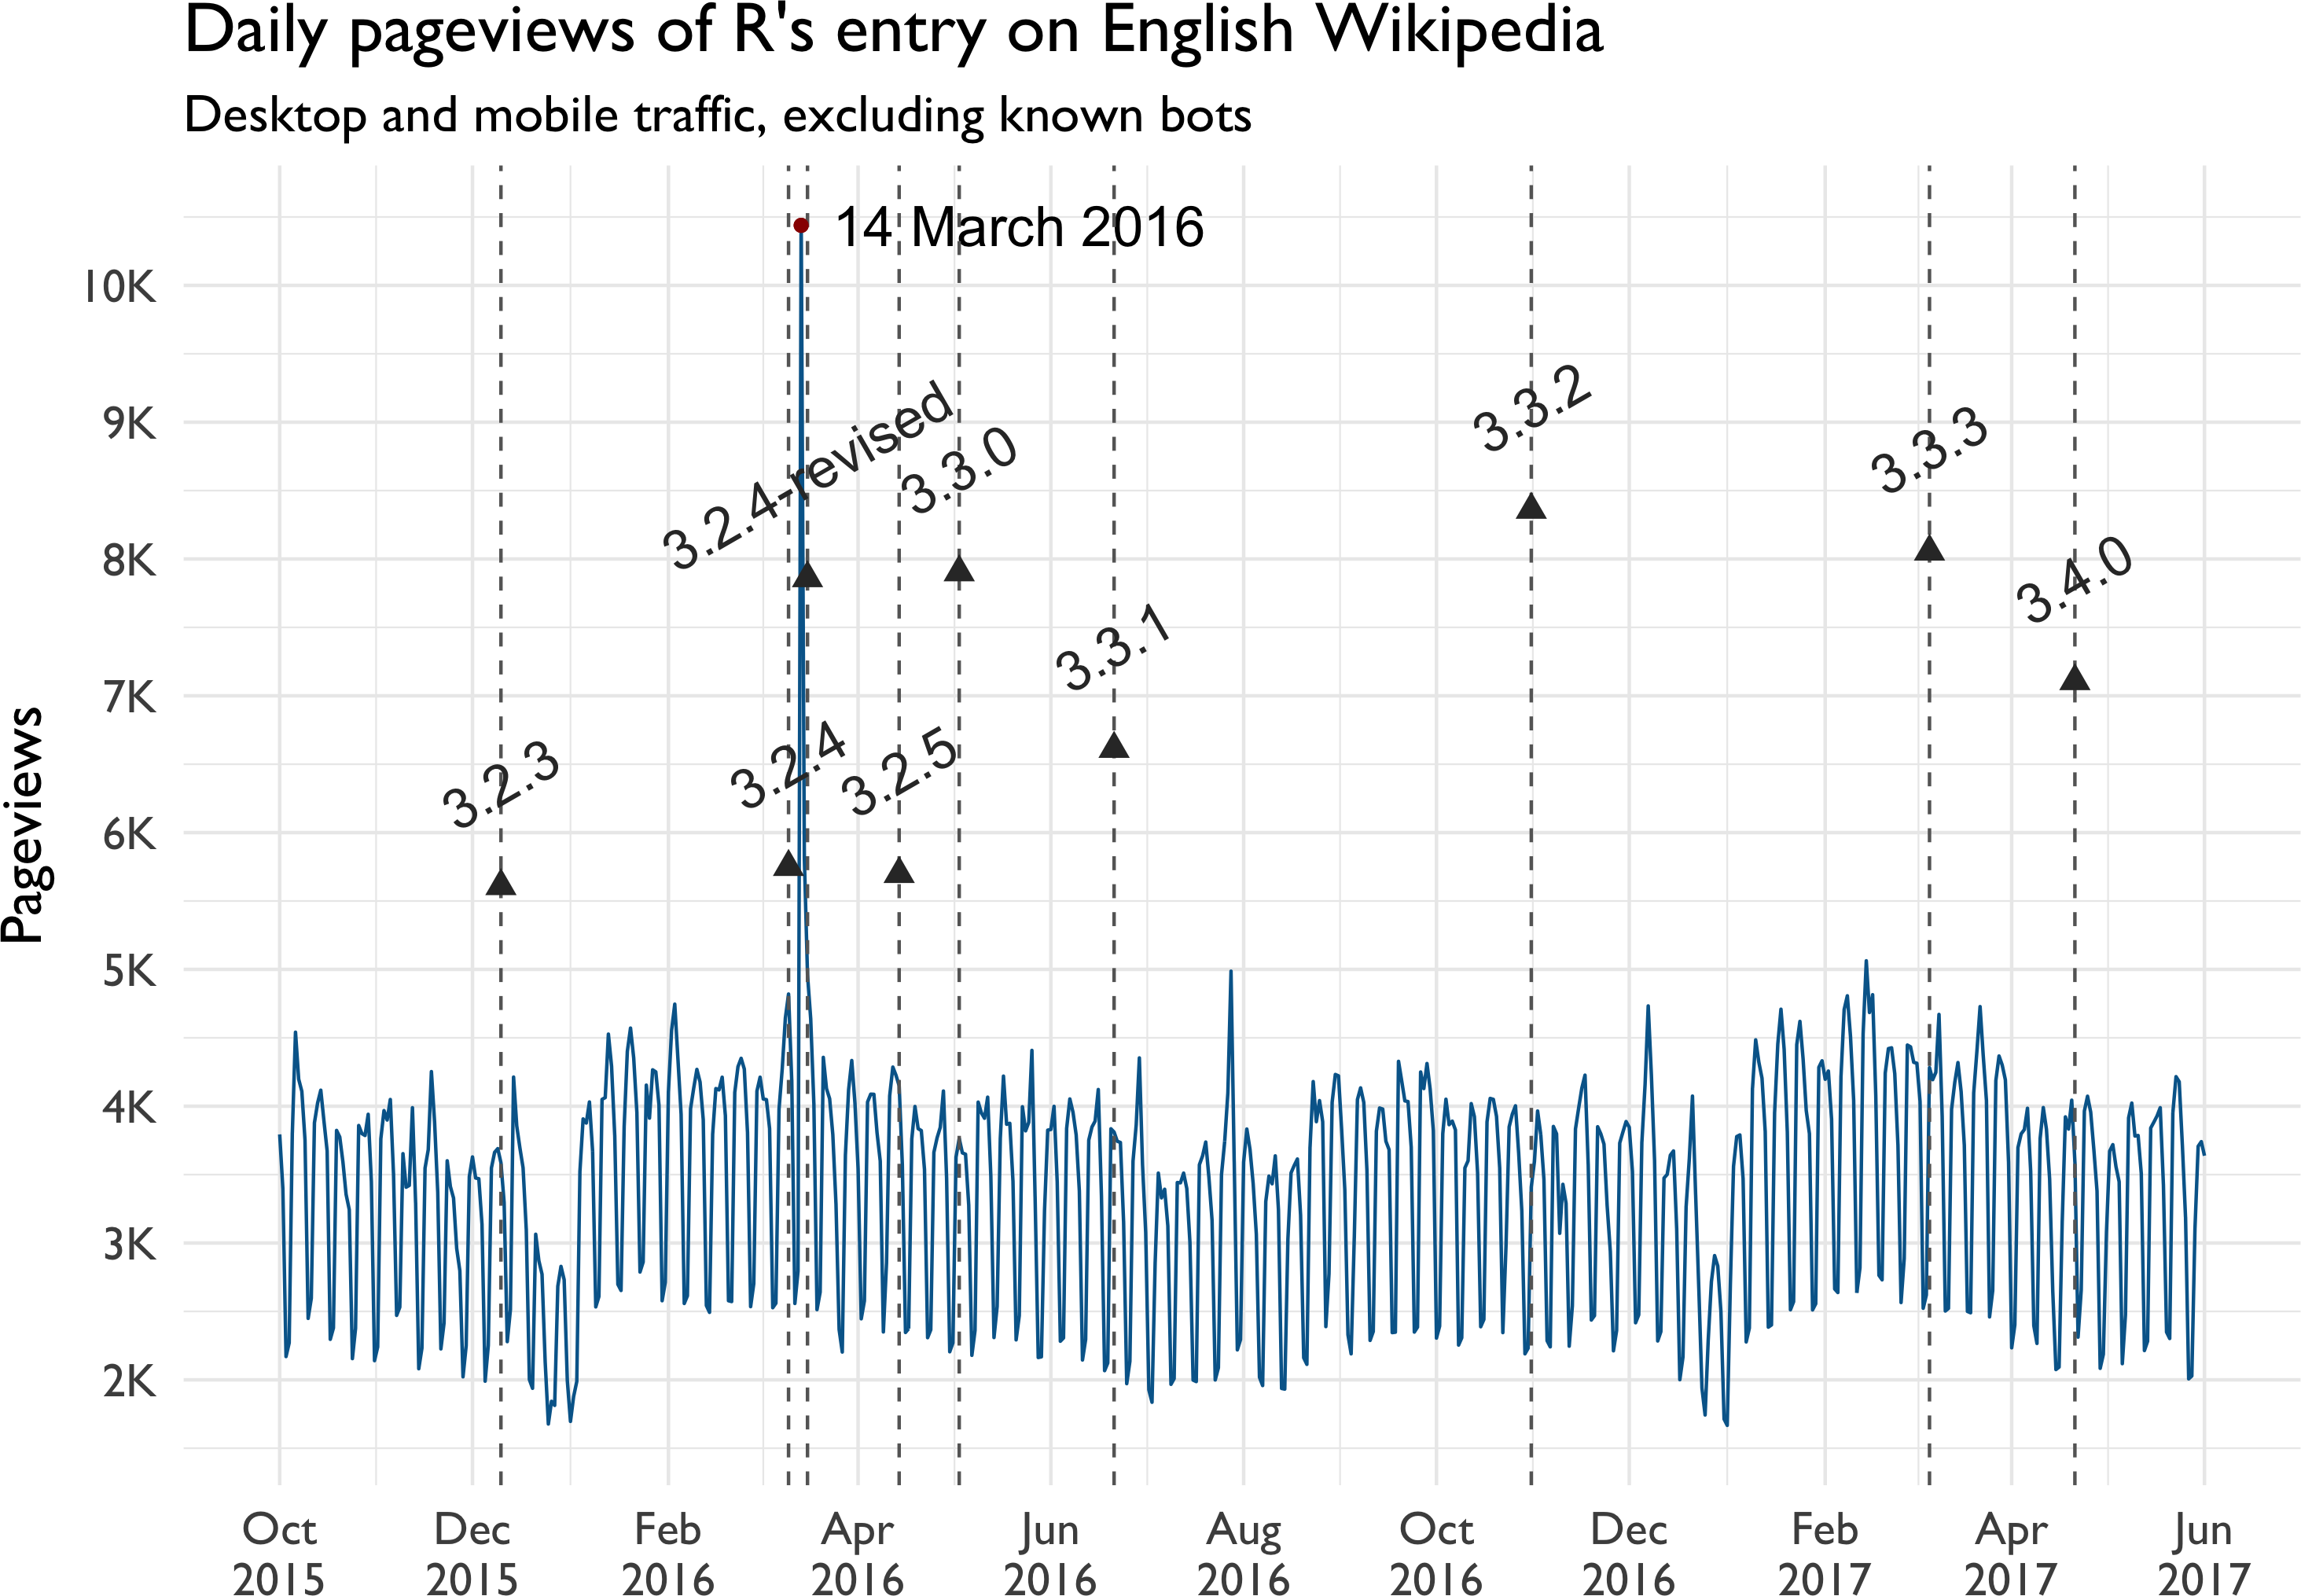 Daily pageviews of R's entry on English Wikipedia
Desktop and mobile traffic, excluding known bots
14 March 2016
10K
9K
8K
7K
6K
5K
4K
3K
2K
Pageviews
3.2.3
3.2.4
3.2.4-revised
3.2.5
3.3.0
3.3.1
3.3.2
3.3.3
3.4.0
Oct
2015
Dec
2015
Feb
2016
Apr
2016
Jun
2016
Aug
2016
Oct
2016
Dec
2016
Feb
2017
Apr
2017
Jun
2017